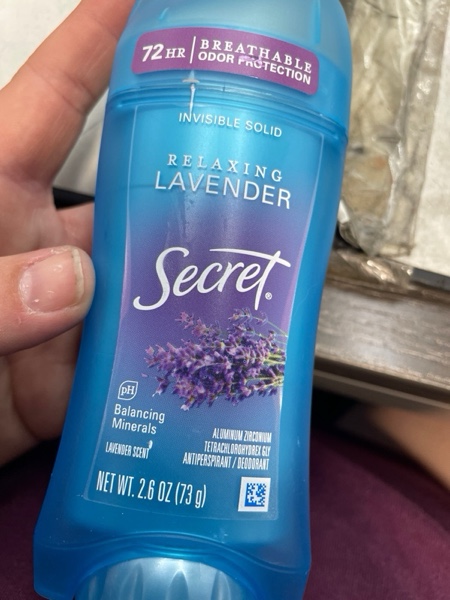 72 HR | BREATHABLE
ODOR PROTECTION
INVISIBLE SOLID
RELAXING
LAVENDER
Secret®
pH
Balancing
Minerals
LAVENDER SCENT
ALUMINUM ZIRCONIUM
TETRACHLOROHYDREX GLY
ANTIPERSPIRANT / DEODORANT
NET WT. 2.6 OZ (73 g)